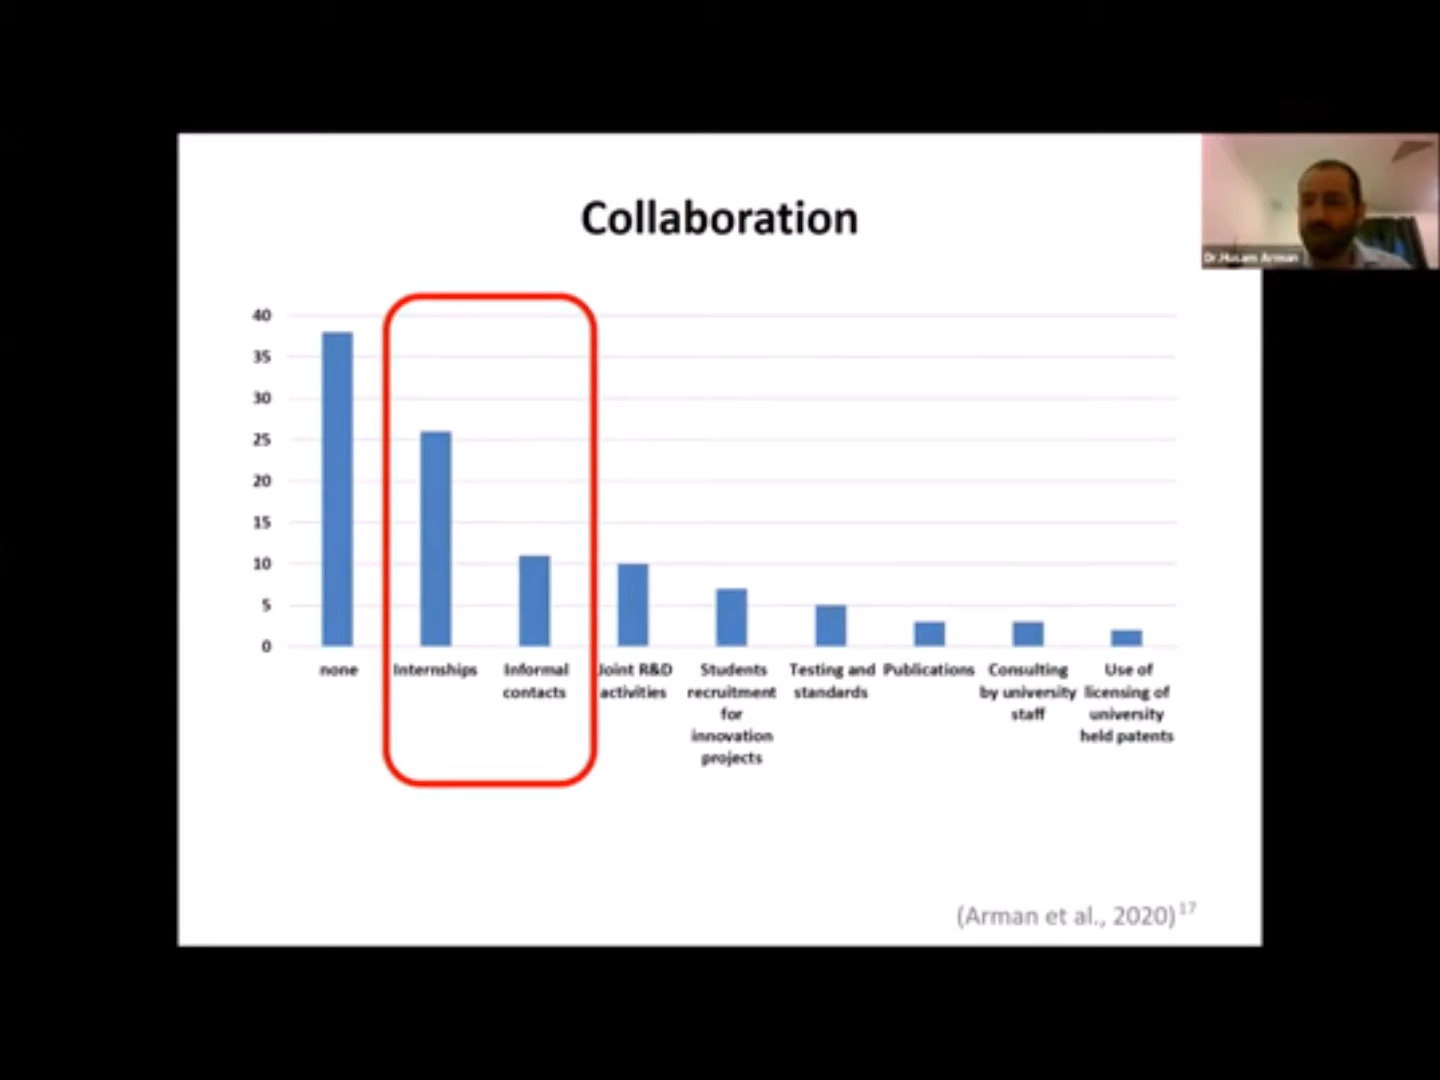 Collaboration
Dr.Husam Arman
40
35
30
25
20
15
10
5
0
none
Internships
Informal
contacts
Joint R&D
activities
Students
recruitment
for
innovation
projects
Testing and
standards
Publications
Consulting
by university
staff
Use of
licensing of
university
held patents
(Arman et al., 2020)17